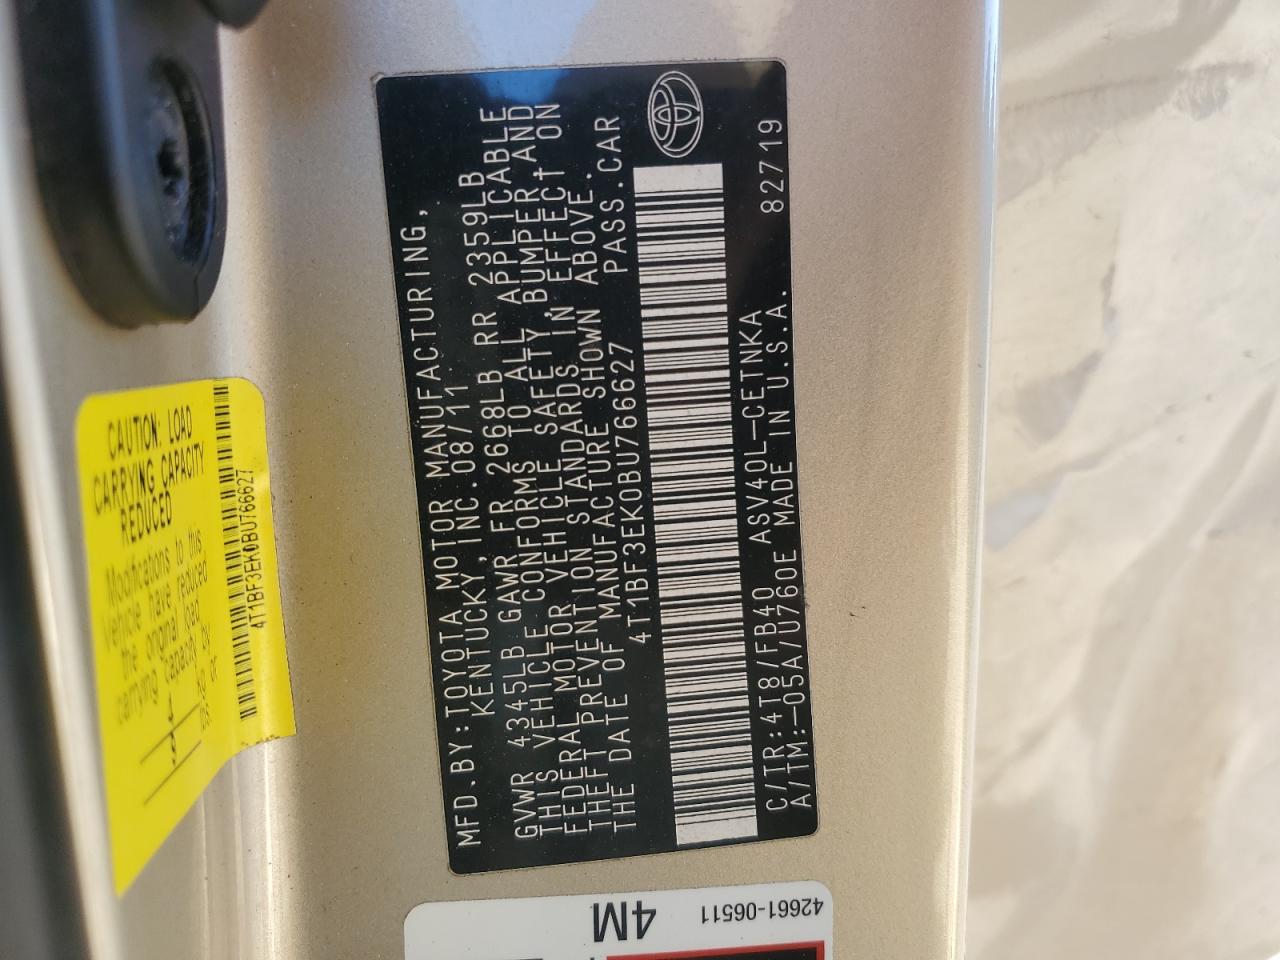 MFD.BY:TOYOTA MOTOR MANUFACTURING,
KENTUCKY, INC.08/11
GVWR 4345LB GAWR FR 2668LB RR 2359LB
THIS VEHICLE CONFORMS TO ALL APPLICABLE
FEDERAL MOTOR VEHICLE SAFETY, BUMPER, AND
THEFT PREVENTION STANDARDS IN EFFECT ON
THE DATE OF MANUFACTURE SHOWN ABOVE.
4T1BF3EK0BU766627 PASS.CAR
C/TR:4T8/FB40 ASV40L-CETNKA
A/TM:-05A/U760E MADE IN U.S.A. 82719
CAUTION: LOAD
CARRYING CAPACITY
REDUCED
Modifications to this
vehicle have reduced
the original load
carrying capacity by
kg or
lbs.
4T1BF3EK0BU766627
4M
42661-06511